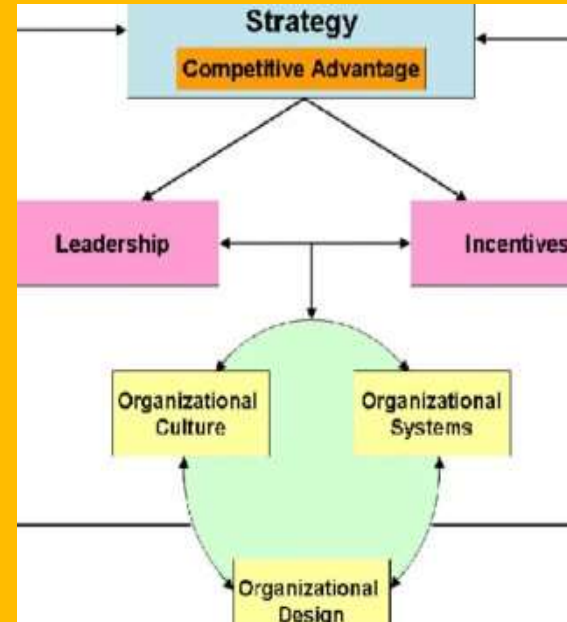 Strategy
Competitive Advantage
Leadership
Incentives
Organizational
Culture
Organizational
Systems
Organizational
Design